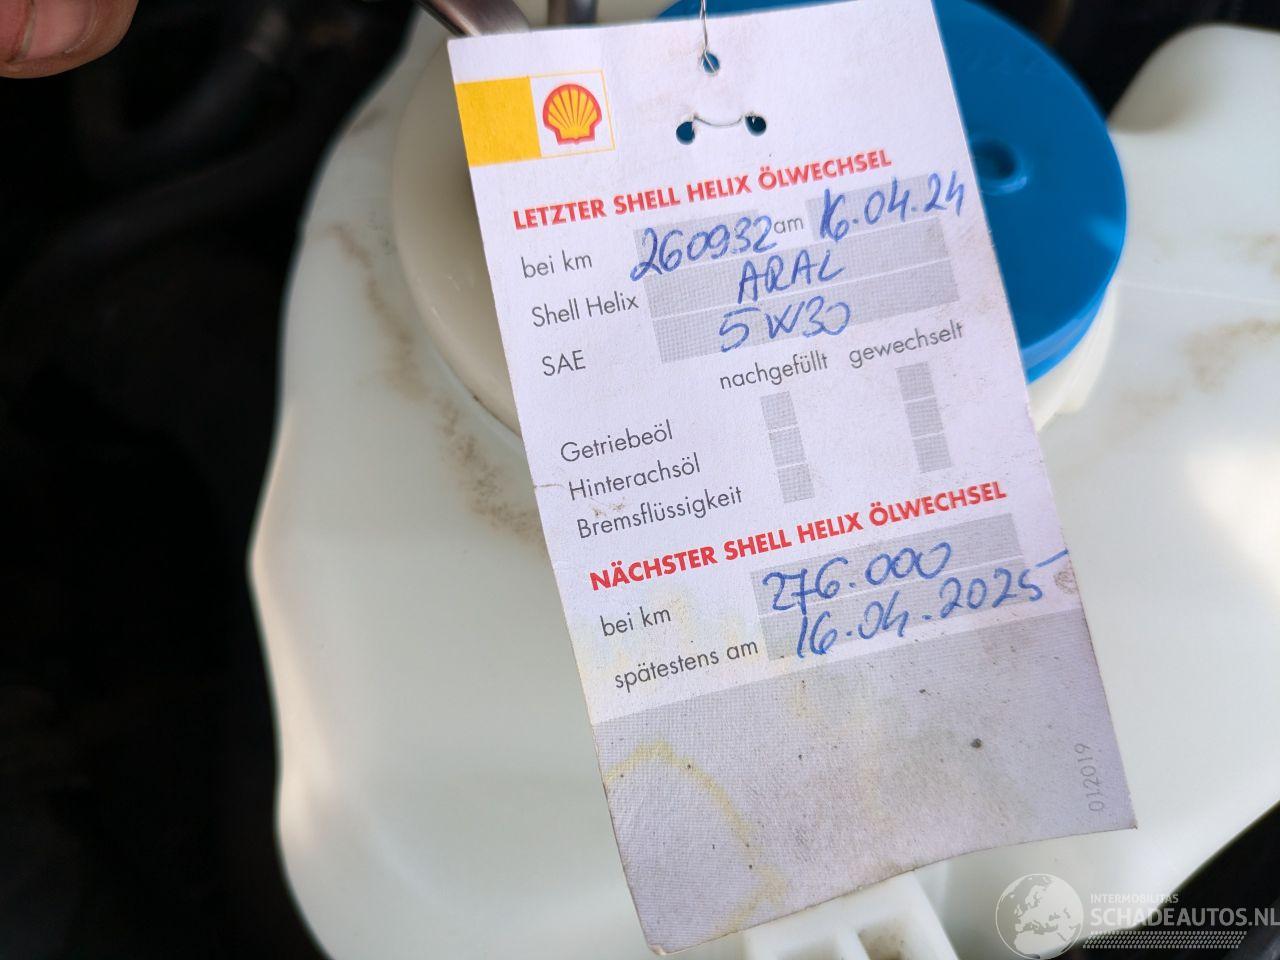 LETZTER SHELL HELIX ÖLWECHSEL
bei km 260932 am 16.04.24
Shell Helix ARAL
SAE 5W30
nachgefüllt gewechselt
Getriebeöl
Hinterachsöl
Bremsflüssigkeit
NÄCHSTER SHELL HELIX ÖLWECHSEL
bei km 276.000
spätestens am 16.04.2025
012019
INTERMOBILITAS
SCHADEAUTOS.NL